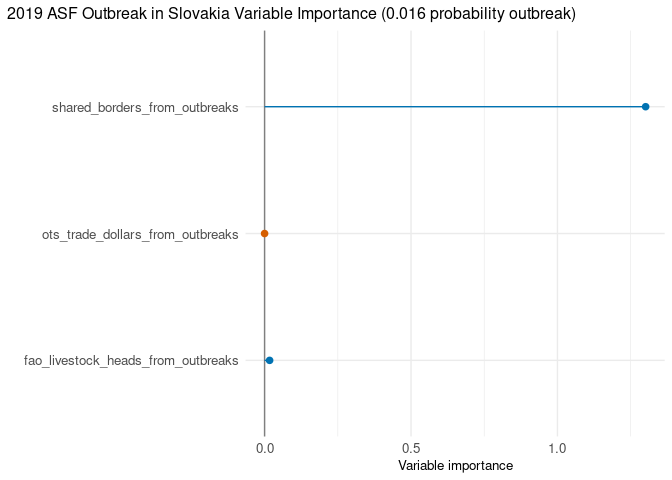 2019 ASF Outbreak in Slovakia Variable Importance (0.016 probability outbreak)
shared_borders_from_outbreaks
ots_trade_dollars_from_outbreaks
fao_livestock_heads_from_outbreaks
0.0 0.5 1.0
Variable importance